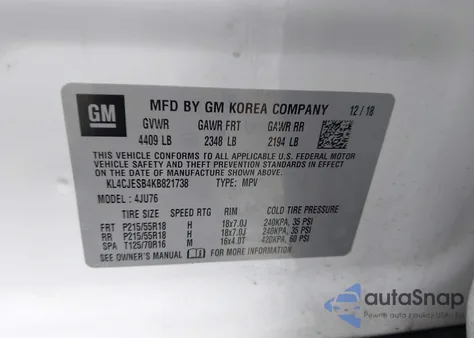 GM MFD BY GM KOREA COMPANY 12/18
GVWR GAWR FRT GAWR RR
4409 LB 2348 LB 2194 LB
THIS VEHICLE CONFORMS TO ALL APPLICABLE U.S. FEDERAL MOTOR
VEHICLE SAFETY AND THEFT PREVENTION STANDARDS IN EFFECT ON
THE DATE OF MANUFACTURE SHOWN ABOVE.
KL4CJESB4KB821738 TYPE: MPV
MODEL: 4JU76
TIRE SIZE SPEED RTG RIM COLD TIRE PRESSURE
FRT P215/55R18 H 18x7.0J 240KPA, 35 PSI
RR P215/55R18 H 18x7.0J 240KPA, 35 PSI
SPA T125/70R16 M 16x4.0T 420KPA, 60 PSI
SEE OWNER'S MANUAL FOR MORE INFORMATION
autoSnap